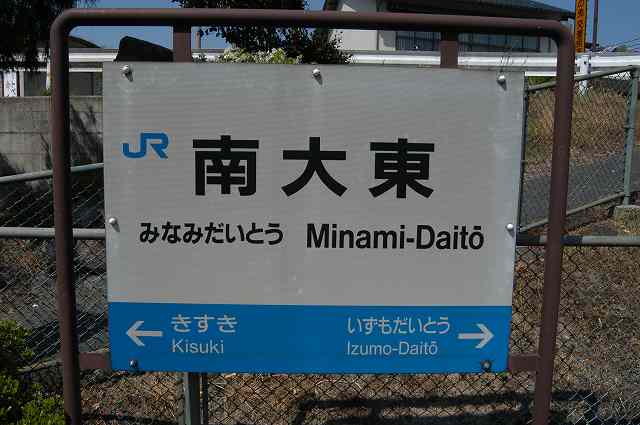 JR 南大東
みなみだいとう Minami-Daitō
← きすき いずもだいとう →
Kisuki Izumo-Daitō